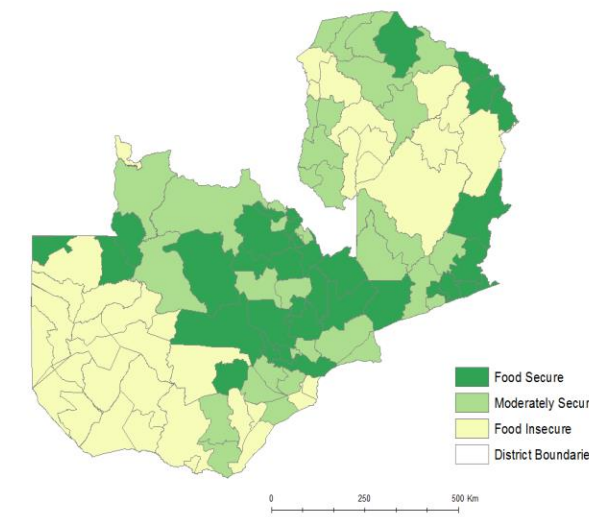 Food Secure
Moderately Secur
Food Insecure
District Boundarie
0 250 500 Km